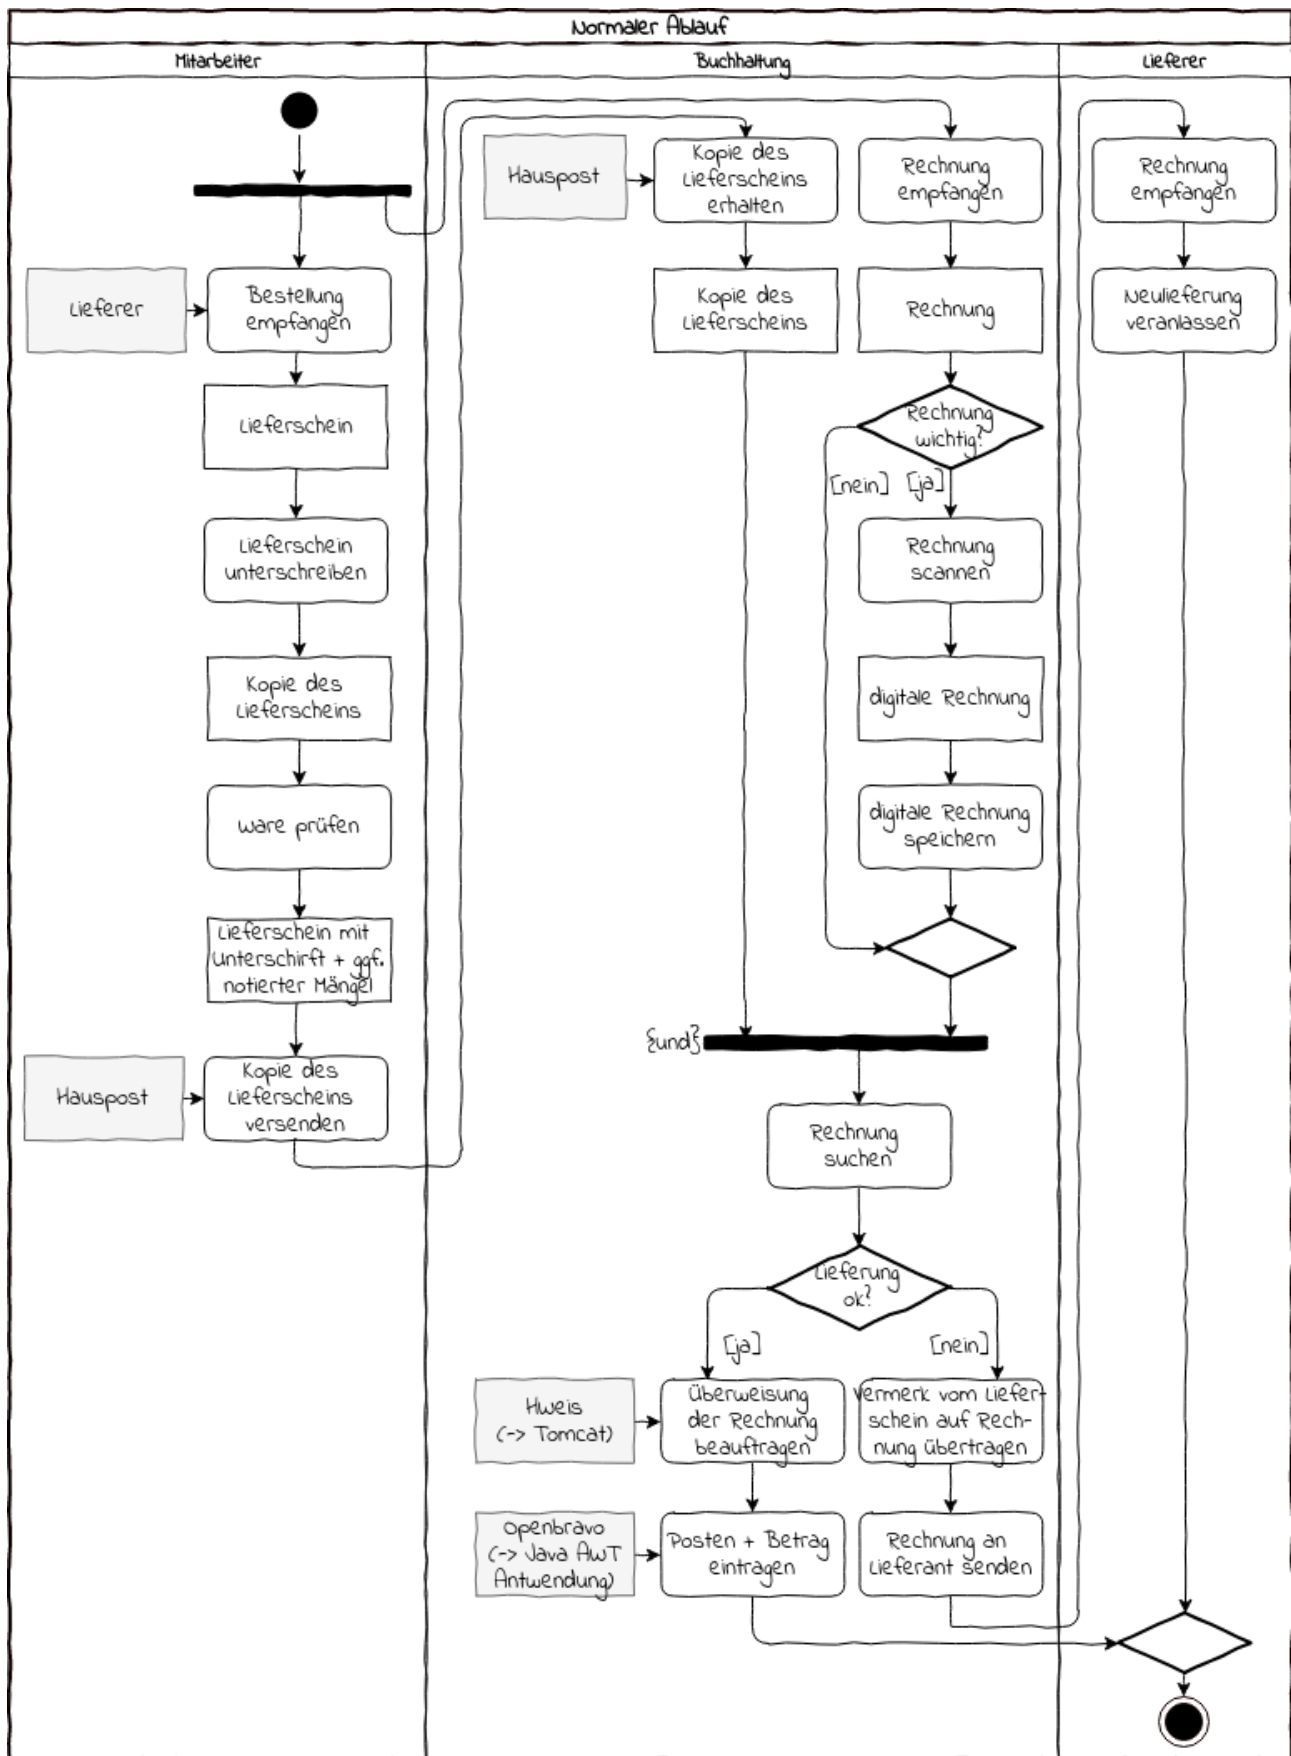 Normaler Ablauf
Mitarbeiter
Buchhaltung
Lieferer
Lieferer
Bestellung
empfangen
Lieferschein
Lieferschein
unterschreiben
Kopie des
Lieferscheins
Ware prüfen
Lieferschein mit
Unterschirft + ggf.
notierter Mängel
Hauspost
Kopie des
Lieferscheins
versenden
Hauspost
Kopie des
Lieferscheins
erhalten
Kopie des
Lieferscheins
Rechnung
empfangen
Rechnung
Rechnung
wichtig?
[nein]
[ja]
Rechnung
scannen
digitale Rechnung
digitale Rechnung
speichern
{und}
Rechnung
suchen
Lieferung
ok?
[ja]
[nein]
Hweis
(-> Tomcat)
Überweisung
der Rechnung
beauftragen
Vermerk vom Liefer-
schein auf Rech-
nung übertragen
Openbravo
(-> Java AWT
Antwendung)
Posten + Betrag
eintragen
Rechnung an
Lieferant senden
Rechnung
empfangen
Neulieferung
veranlassen